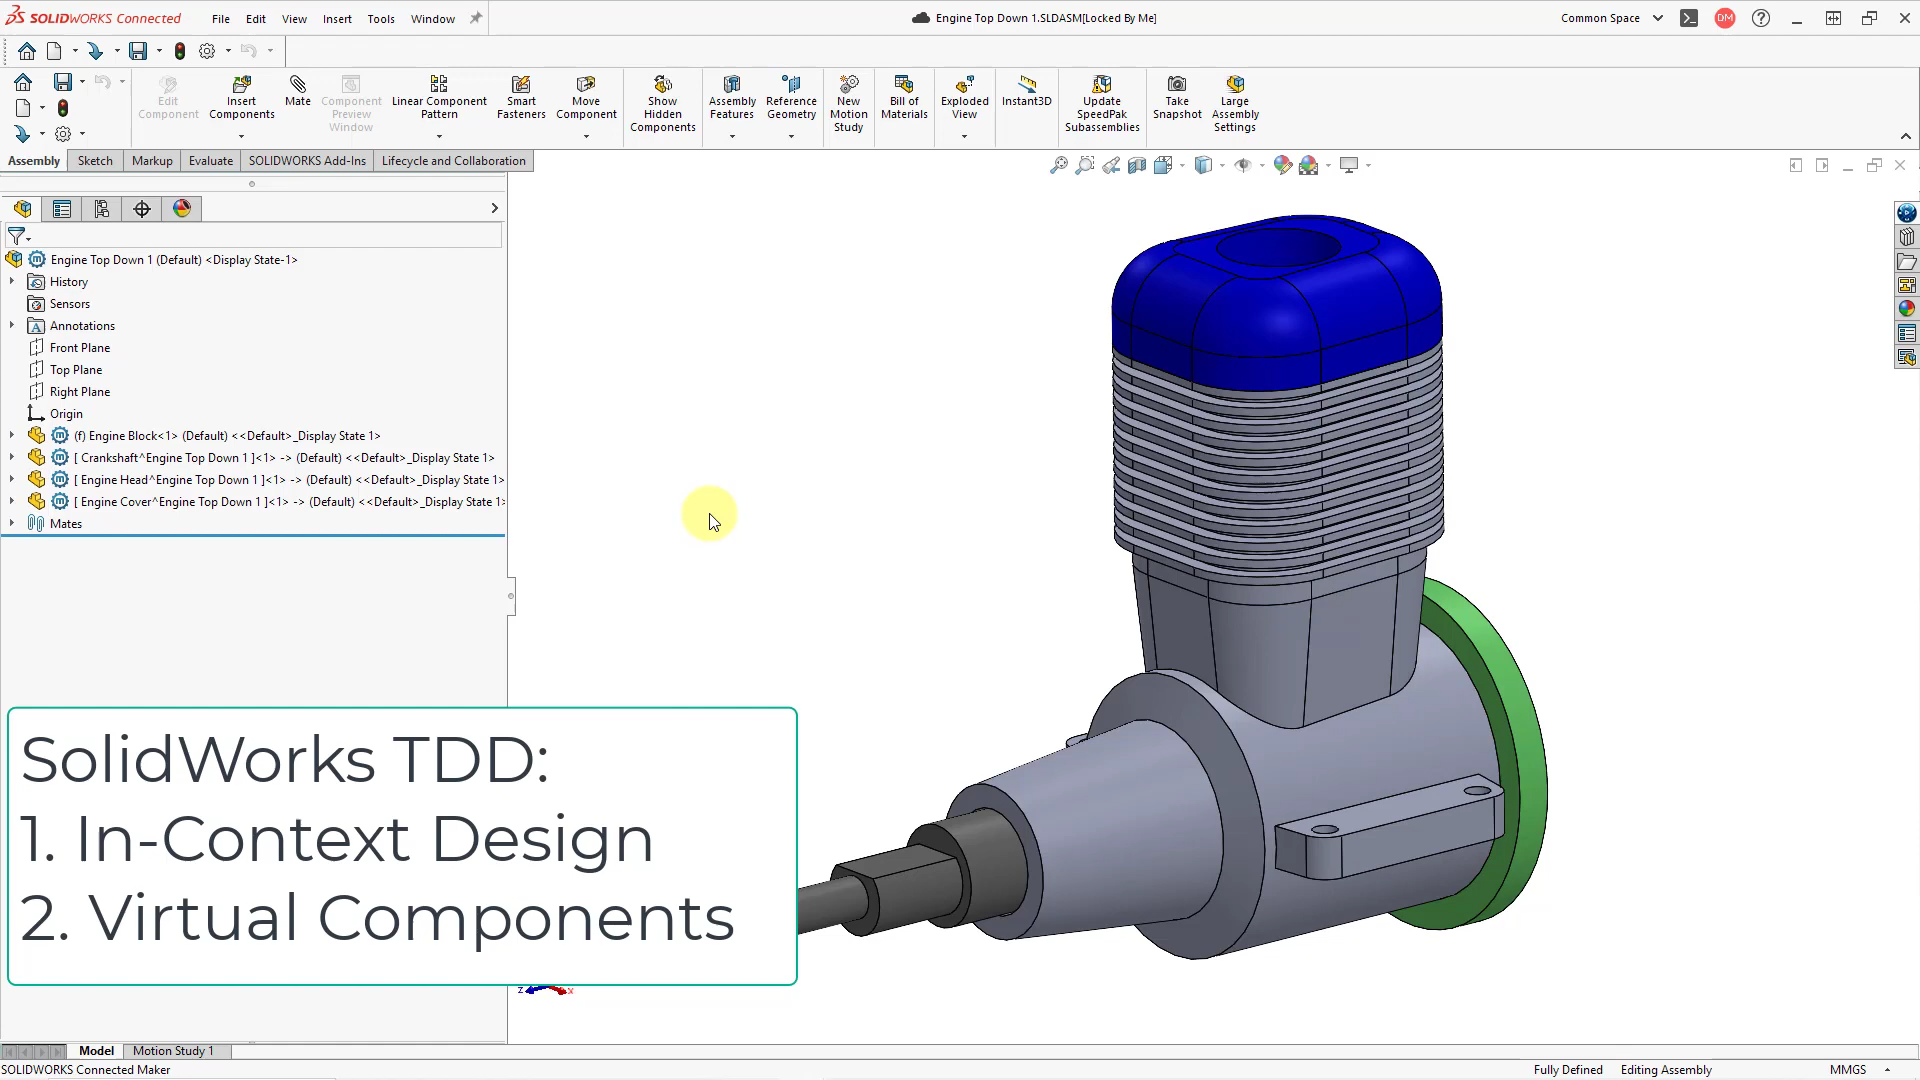 SOLIDWORKS Connected
File Edit View Insert Tools Window
Engine Top Down 1.SLDASM[Locked By Me]
Common Space
DM
Edit Component
Insert Components
Mate
Component Preview Window
Linear Component Pattern
Smart Fasteners
Move Component
Show Hidden Components
Assembly Features
Reference Geometry
New Motion Study
Bill of Materials
Exploded View
Instant3D
Update SpeedPak Subassemblies
Take Snapshot
Large Assembly Settings
Assembly Sketch Markup Evaluate SOLIDWORKS Add-Ins Lifecycle and Collaboration
Engine Top Down 1 (Default) <Display State-1>
History
Sensors
Annotations
Front Plane
Top Plane
Right Plane
Origin
(f) Engine Block<1> (Default) <<Default>_Display State 1>
[ Crankshaft^Engine Top Down 1 ]<1> -> (Default) <<Default>_Display State 1>
[ Engine Head^Engine Top Down 1 ]<1> -> (Default) <<Default>_Display State 1>
[ Engine Cover^Engine Top Down 1 ]<1> -> (Default) <<Default>_Display State 1>
Mates
SolidWorks TDD:
1. In-Context Design
2. Virtual Components
Z X
Model Motion Study 1
SOLIDWORKS Connected Maker
Fully Defined Editing Assembly MMGS